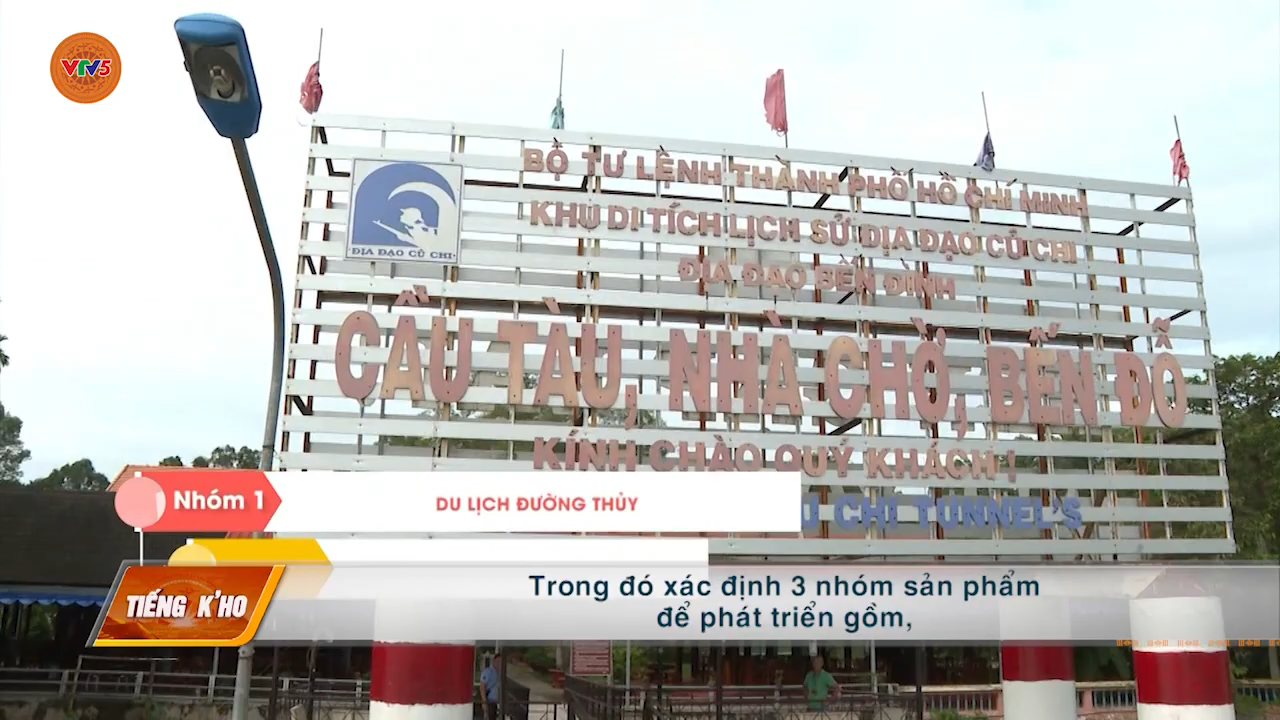 VTV5
BỘ TƯ LỆNH THÀNH PHỐ HỒ CHÍ MINH
KHU DI TÍCH LỊCH SỬ ĐỊA ĐẠO CỦ CHI
ĐỊA ĐẠO CỦ CHI
ĐỊA ĐẠO BẾN ĐÌNH
CẦU TÀU, NHÀ CHỜ, BẾN ĐÒ
KÍNH CHÀO QUÝ KHÁCH !
U CHI TUNNEL'S
Nhóm 1
DU LỊCH ĐƯỜNG THỦY
TIẾNG K'HO
Trong đó xác định 3 nhóm sản phẩm
để phát triển gồm,